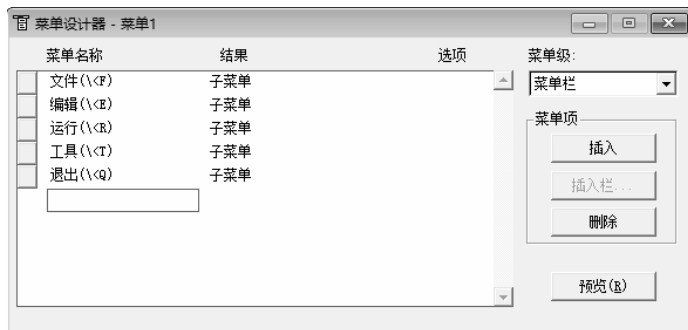 菜单设计器 - 菜单1
菜单名称 结果 选项 菜单级:
文件(\<F) 子菜单 菜单栏
编辑(\<E) 子菜单
运行(\<R) 子菜单
工具(\<T) 子菜单
退出(\<Q) 子菜单
菜单项
插入
插入栏...
删除
预览(R)